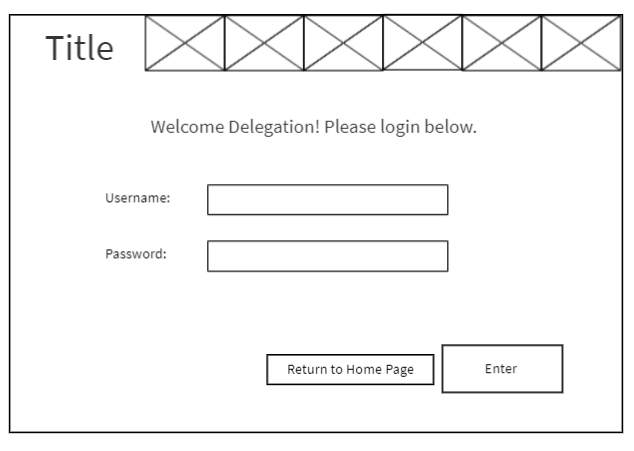 Title
Welcome Delegation! Please login below.
Username:
Password:
Return to Home Page
Enter